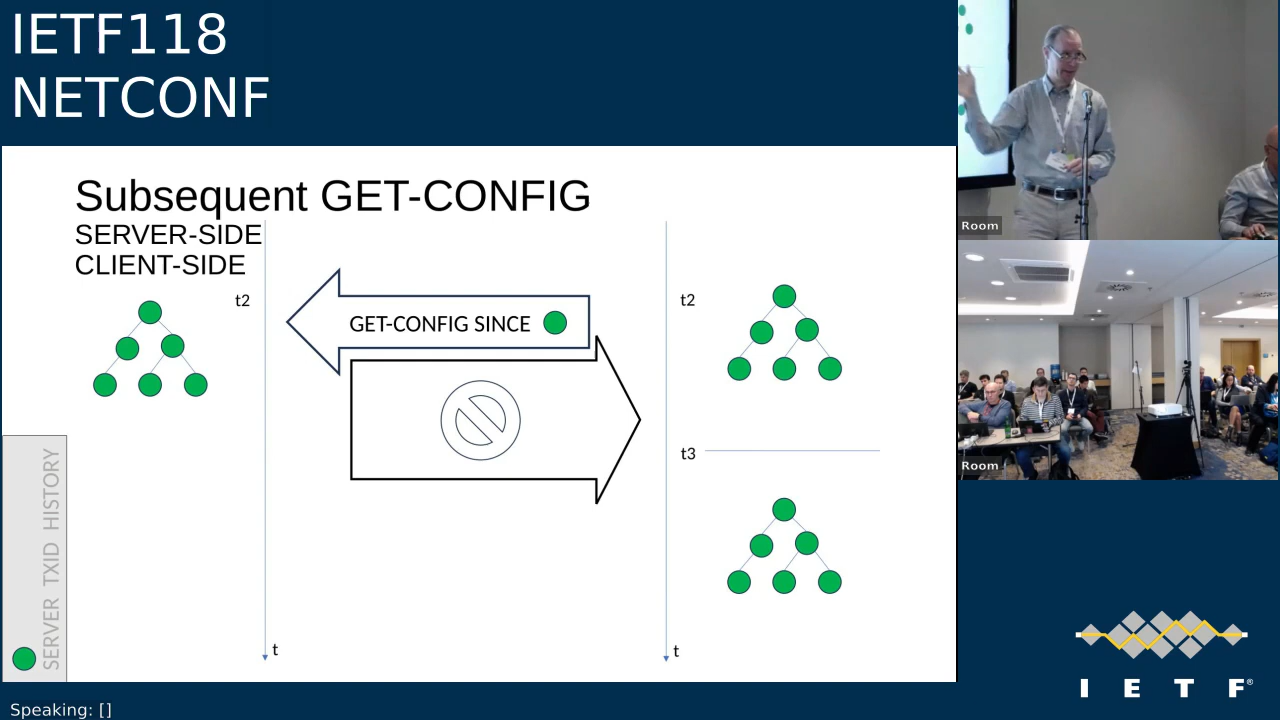 IETF118
NETCONF
Subsequent GET-CONFIG
SERVER-SIDE
CLIENT-SIDE
t2
GET-CONFIG SINCE
t2
t3
SERVER TXID HISTORY
t
t
Room
Room
I E T F®
Speaking: []